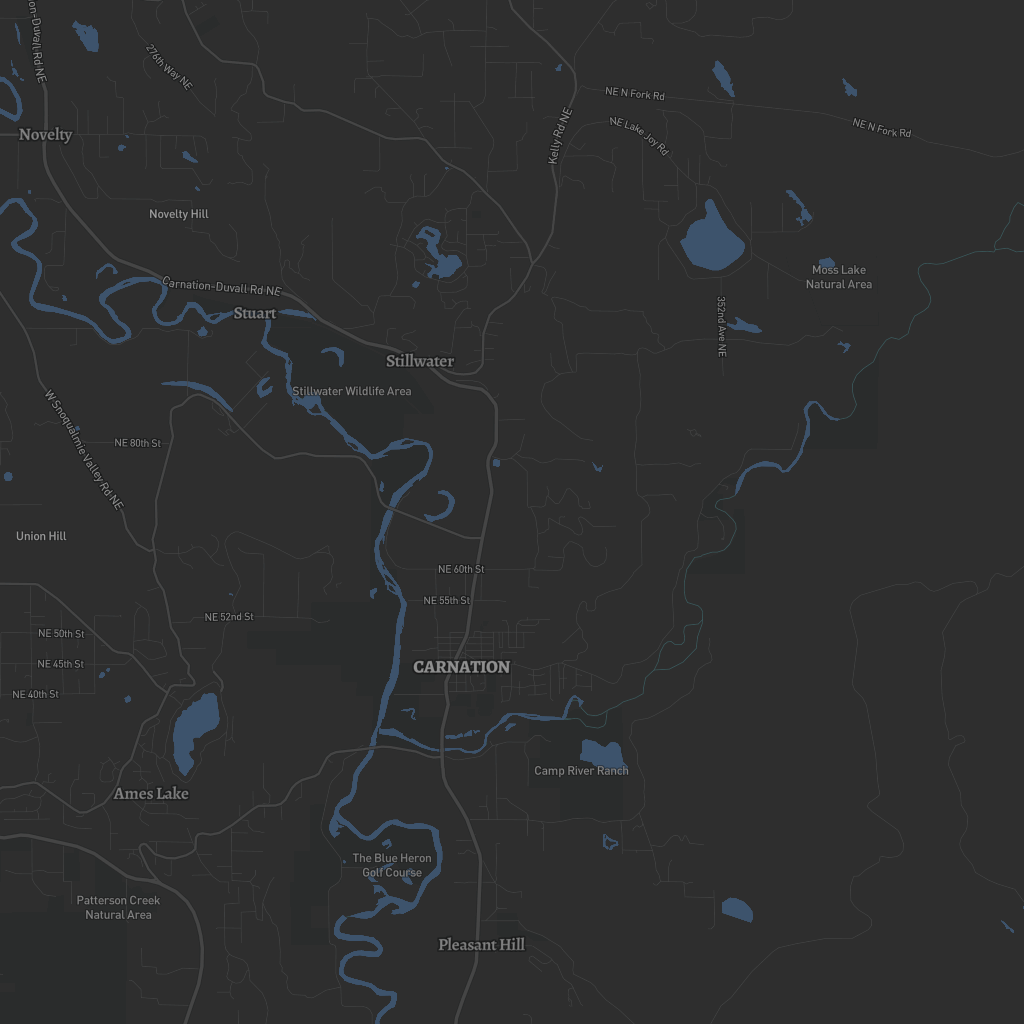 on-Duvall Rd NE
276th Way NE
NE N Fork Rd
Kelly Rd NE
NE Lake Joy Rd
NE N Fork Rd
Novelty
Novelty Hill
Moss Lake
Natural Area
Carnation-Duvall Rd NE
Stuart
352nd Ave NE
Stillwater
Stillwater Wildlife Area
W Snoqualmie Valley Rd NE
NE 80th St
Union Hill
NE 60th St
NE 55th St
NE 52nd St
NE 50th St
NE 45th St
CARNATION
NE 40th St
Camp River Ranch
Ames Lake
The Blue Heron
Golf Course
Patterson Creek
Natural Area
Pleasant Hill